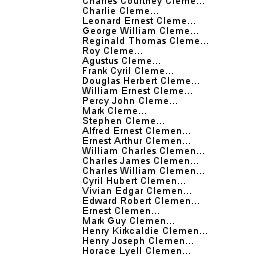 Charles Courtney Cleme...
Charlie Cleme...
Leonard Ernest Cleme...
George William Cleme...
Reginald Thomas Cleme...
Roy Cleme...
Agustus Cleme...
Frank Cyril Cleme...
Douglas Herbert Cleme...
William Ernest Cleme...
Percy John Cleme...
Mark Cleme...
Stephen Cleme...
Alfred Ernest Clemen...
Ernest Arthur Clemen...
William Charles Clemen...
Charles James Clemen...
Charles William Clemen...
Cyril Hubert Clemen...
Vivian Edgar Clemen...
Edward Robert Clemen...
Ernest Clemen...
Mark Guy Clemen...
Henry Kirkcaldie Clemen...
Henry Joseph Clemen...
Horace Lyell Clemen...